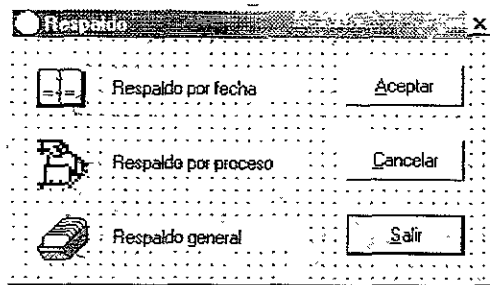 Respaldo
Respaldo por fecha
Aceptar
Respaldo por proceso
Cancelar
Respaldo general
Salir